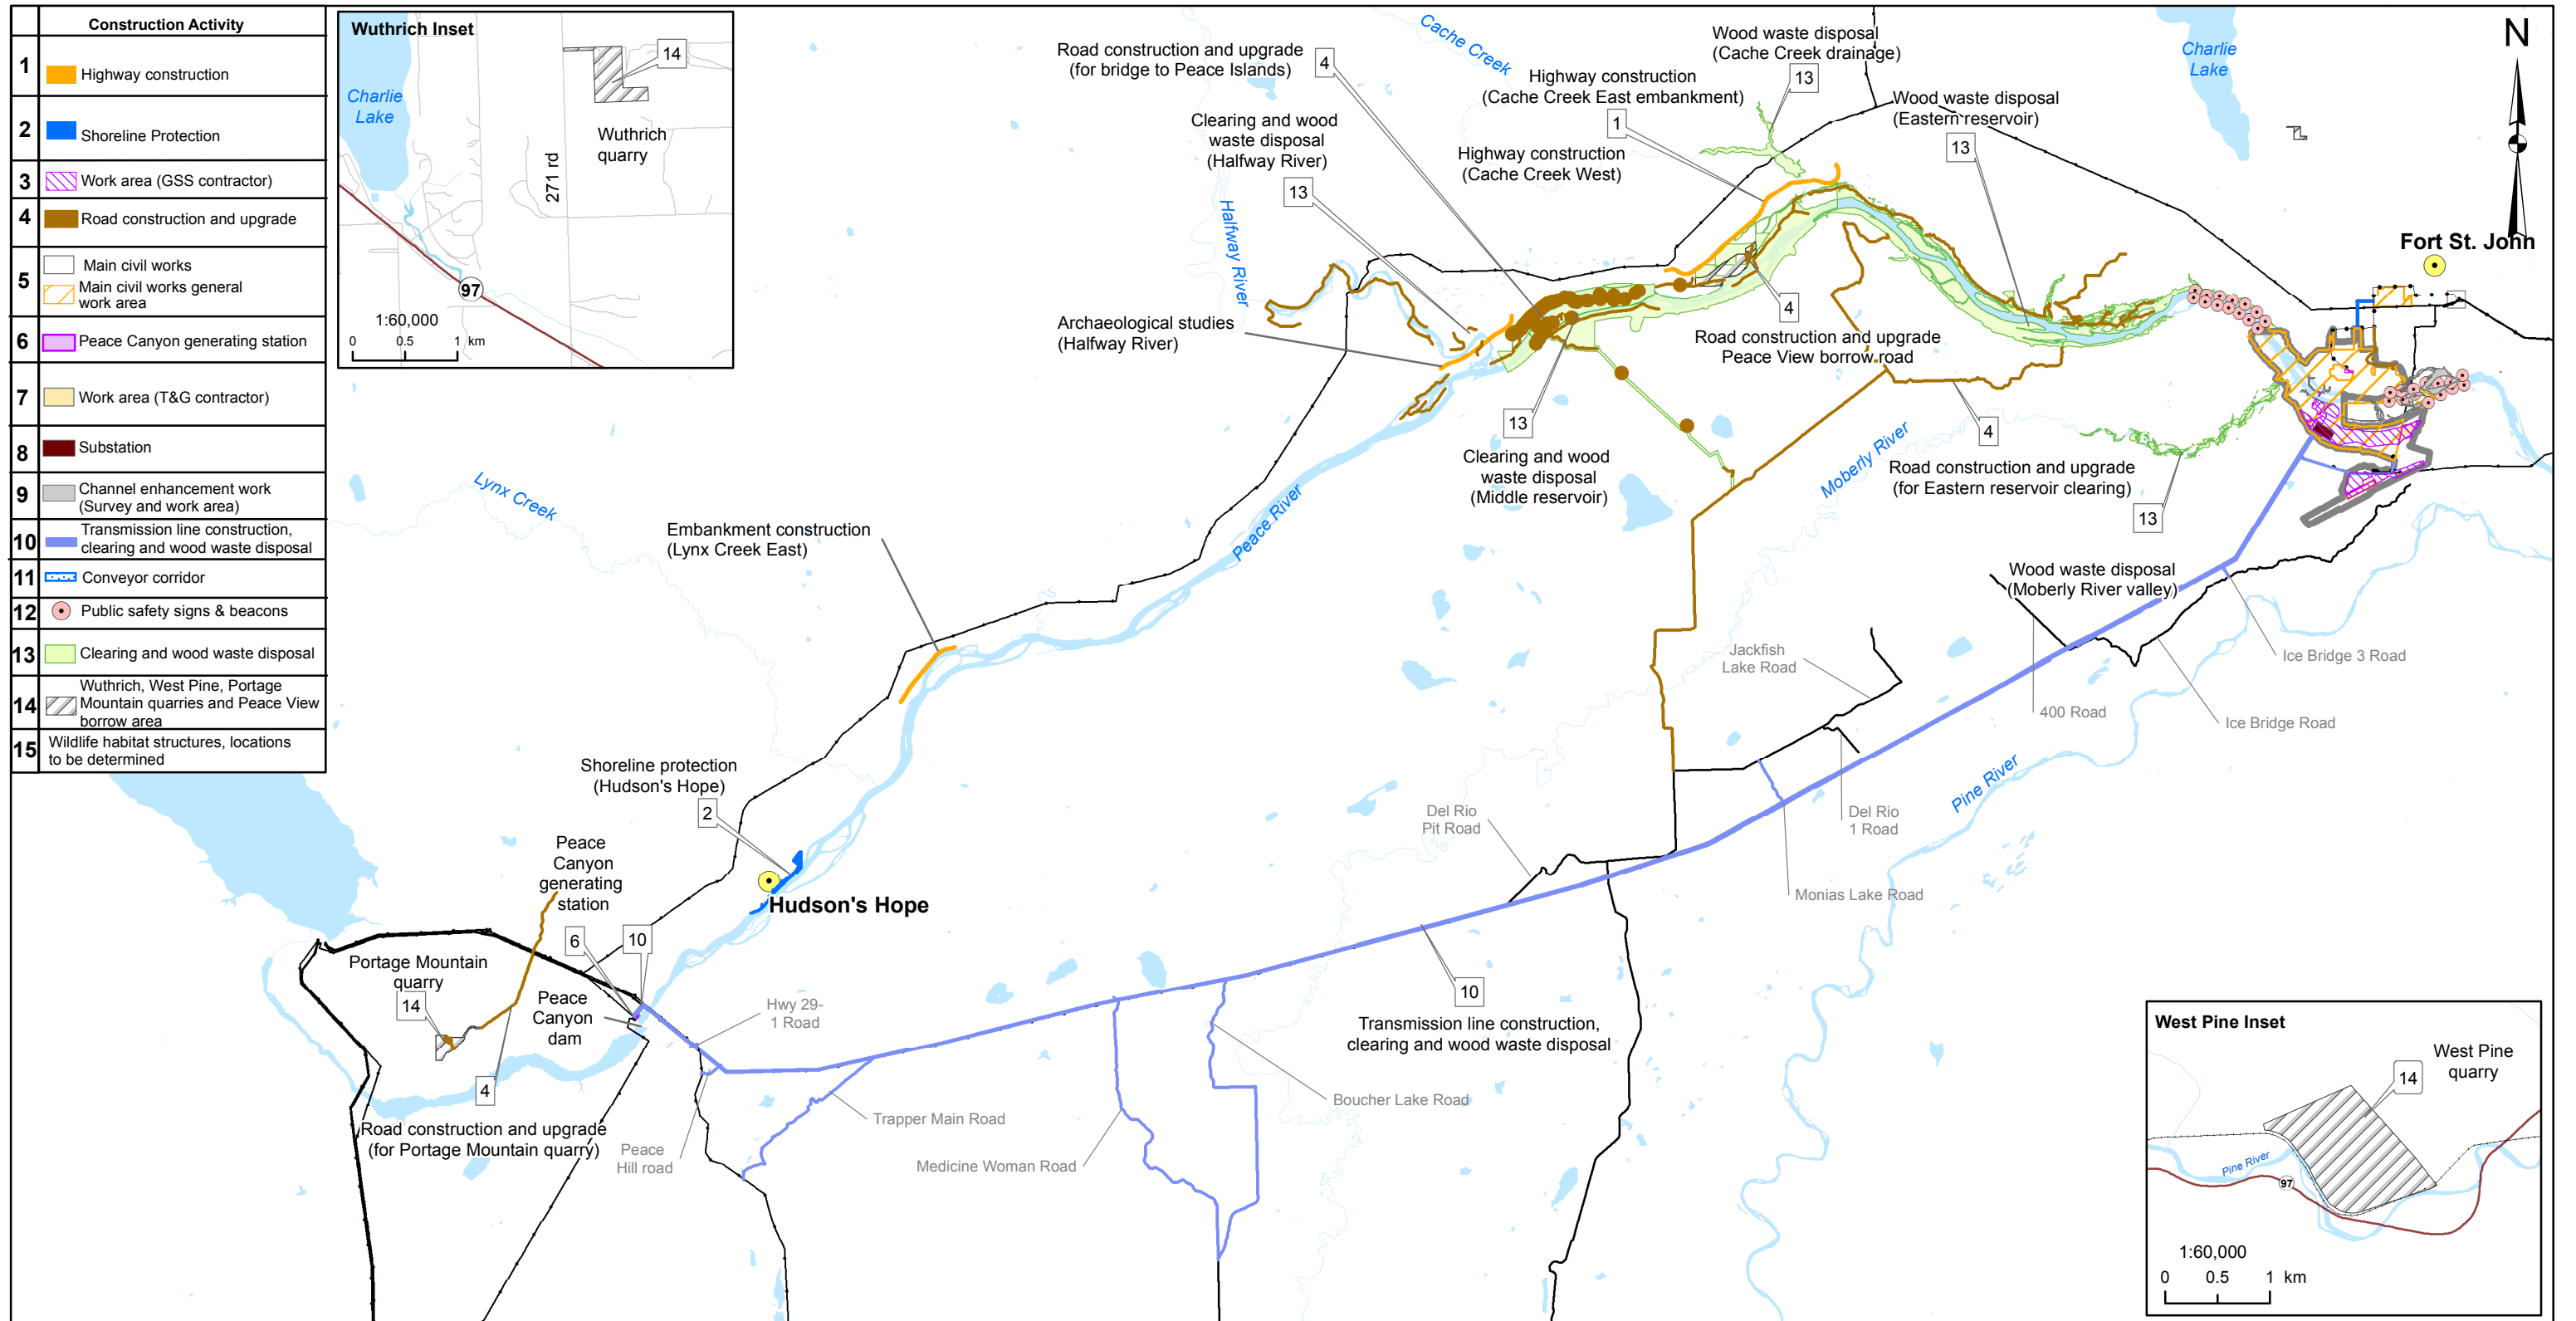 Construction Activity
1
Highway construction
2
Shoreline Protection
3
Work area (GSS contractor)
4
Road construction and upgrade
5
Main civil works
Main civil works general
work area
6
Peace Canyon generating station
7
Work area (T&G contractor)
8
Substation
9
Channel enhancement work
(Survey and work area)
10
Transmission line construction,
clearing and wood waste disposal
11
Conveyor corridor
12
Public safety signs & beacons
13
Clearing and wood waste disposal
14
Wuthrich, West Pine, Portage
Mountain quarries and Peace View
borrow area
15
Wildlife habitat structures, locations
to be determined
Wuthrich Inset
14
Charlie
Lake
Wuthrich
quarry
271 rd
97
1:60,000
0 0.5 1 km
Road construction and upgrade
(for bridge to Peace Islands)
4
Cache Creek
Wood waste disposal
(Cache Creek drainage)
13
Highway construction
(Cache Creek East embankment)
1
Wood waste disposal
(Eastern reservoir)
13
Charlie
Lake
N
Clearing and wood
waste disposal
(Halfway River)
13
Highway construction
(Cache Creek West)
Halfway River
Fort St. John
Archaeological studies
(Halfway River)
4
Road construction and upgrade
Peace View borrow road
13
Clearing and wood
waste disposal
(Middle reservoir)
4
Road construction and upgrade
(for Eastern reservoir clearing)
Moberly River
13
Lynx Creek
Peace River
Embankment construction
(Lynx Creek East)
Wood waste disposal
(Moberly River valley)
Jackfish
Lake Road
Ice Bridge 3 Road
400 Road
Ice Bridge Road
Shoreline protection
(Hudson's Hope)
2
Pine River
Del Rio
Pit Road
Del Rio
1 Road
Peace
Canyon
generating
station
Hudson's Hope
Monias Lake Road
6
10
Portage Mountain
quarry
14
Peace
Canyon
dam
Hwy 29-
1 Road
10
Transmission line construction,
clearing and wood waste disposal
4
Road construction and upgrade
(for Portage Mountain quarry)
Peace
Hill road
Trapper Main Road
Medicine Woman Road
Boucher Lake Road
West Pine Inset
West Pine
quarry
14
Pine River
97
1:60,000
0 0.5 1 km